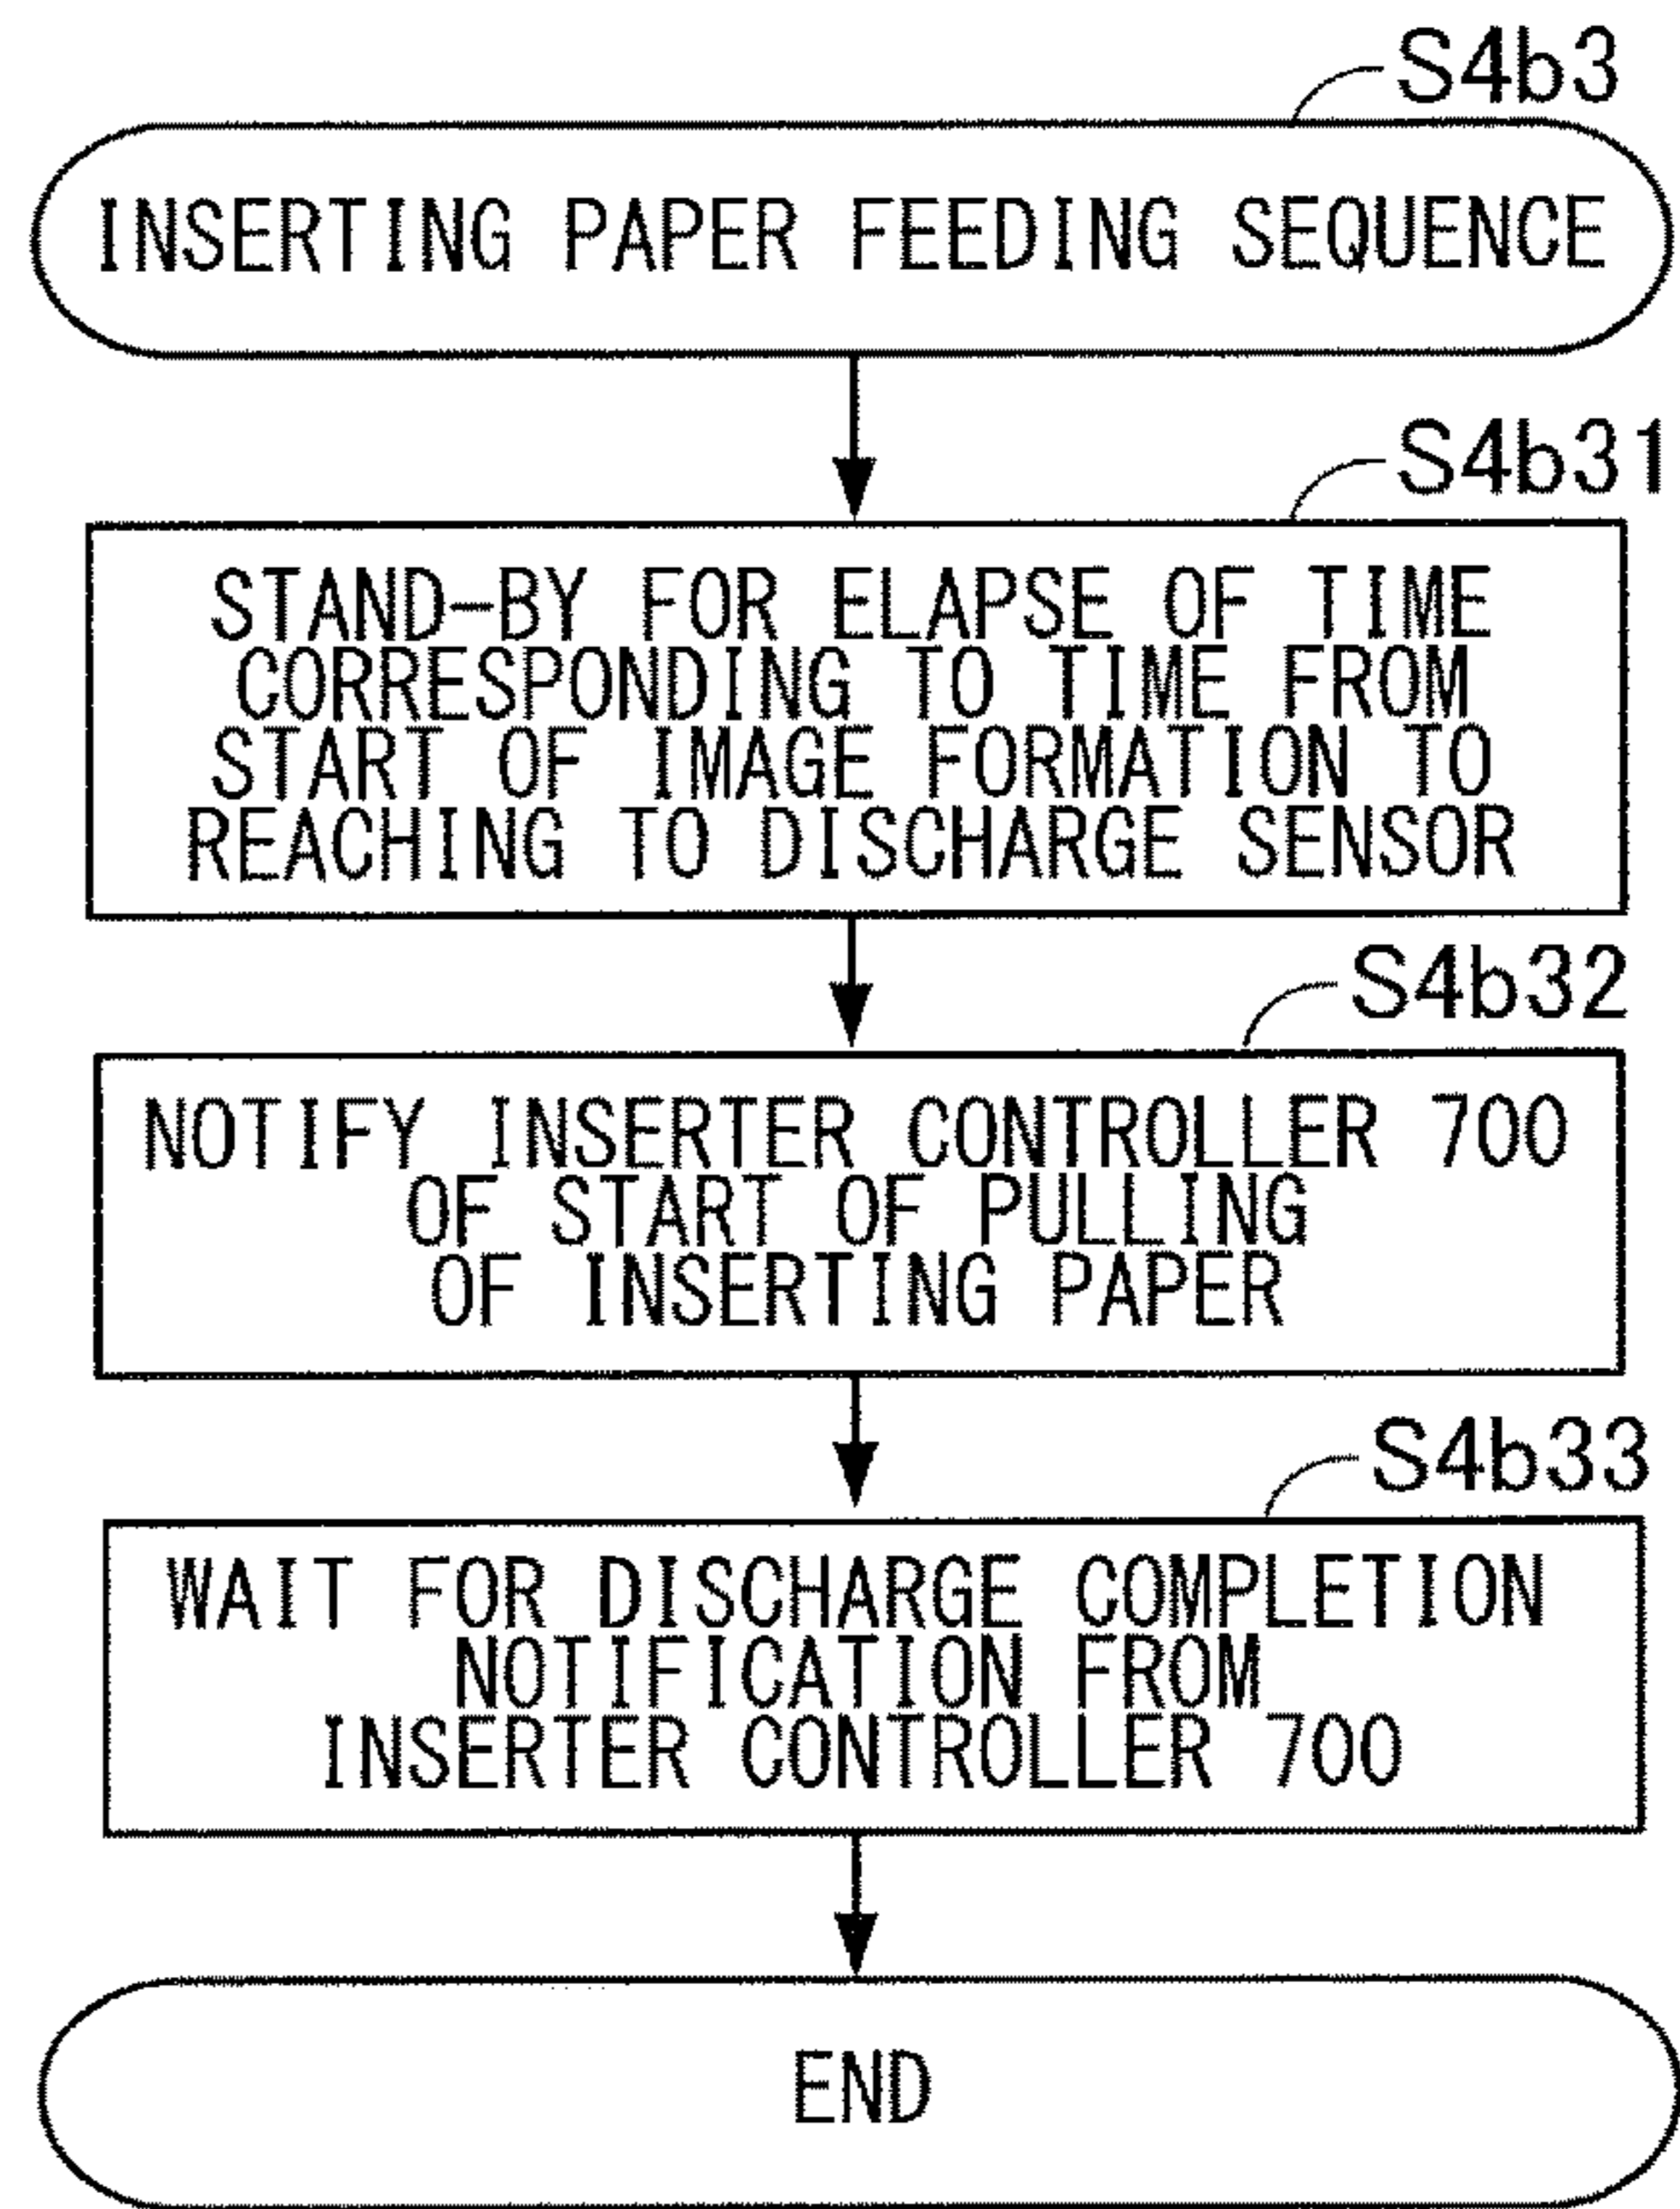 S4b3
INSERTING PAPER FEEDING SEQUENCE
S4b31
STAND-BY FOR ELAPSE OF TIME
CORRESPONDING TO TIME FROM
START OF IMAGE FORMATION TO
REACHING TO DISCHARGE SENSOR
S4b32
NOTIFY INSERTER CONTROLLER 700
OF START OF PULLING
OF INSERTING PAPER
S4b33
WAIT FOR DISCHARGE COMPLETION
NOTIFICATION FROM
INSERTER CONTROLLER 700
END